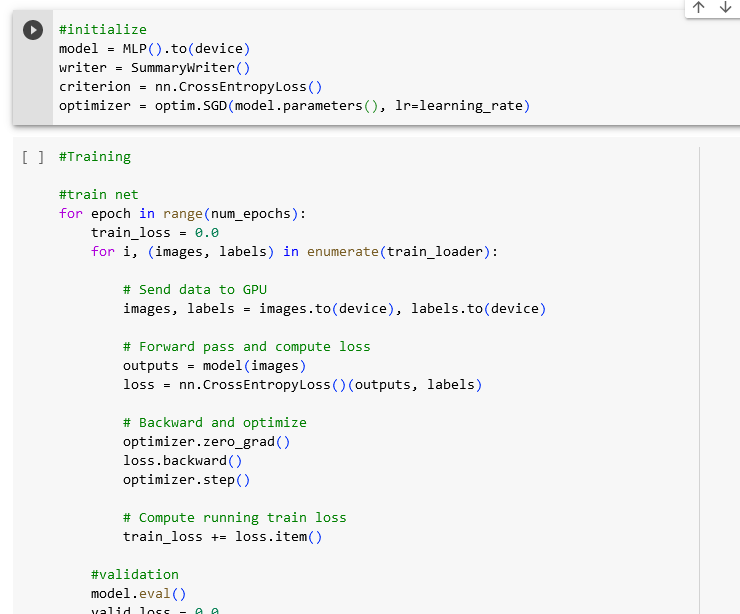 #initialize
model = MLP().to(device)
writer = SummaryWriter()
criterion = nn.CrossEntropyLoss()
optimizer = optim.SGD(model.parameters(), lr=learning_rate)
[ ] #Training
#train net
for epoch in range(num_epochs):
    train_loss = 0.0
    for i, (images, labels) in enumerate(train_loader):
        # Send data to GPU
        images, labels = images.to(device), labels.to(device)
        # Forward pass and compute loss
        outputs = model(images)
        loss = nn.CrossEntropyLoss()(outputs, labels)
        # Backward and optimize
        optimizer.zero_grad()
        loss.backward()
        optimizer.step()
        # Compute running train loss
        train_loss += loss.item()
    #validation
    model.eval()
    valid_loss = 0.0